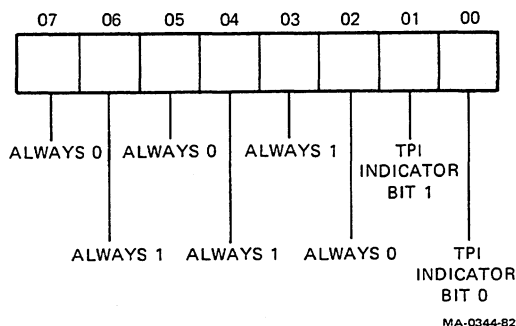 07 06 05 04 03 02 01 00
ALWAYS 0 ALWAYS 0 ALWAYS 1 TPI
INDICATOR
BIT 1
ALWAYS 1 ALWAYS 1 ALWAYS 0 TPI
INDICATOR
BIT 0
MA-0344-82